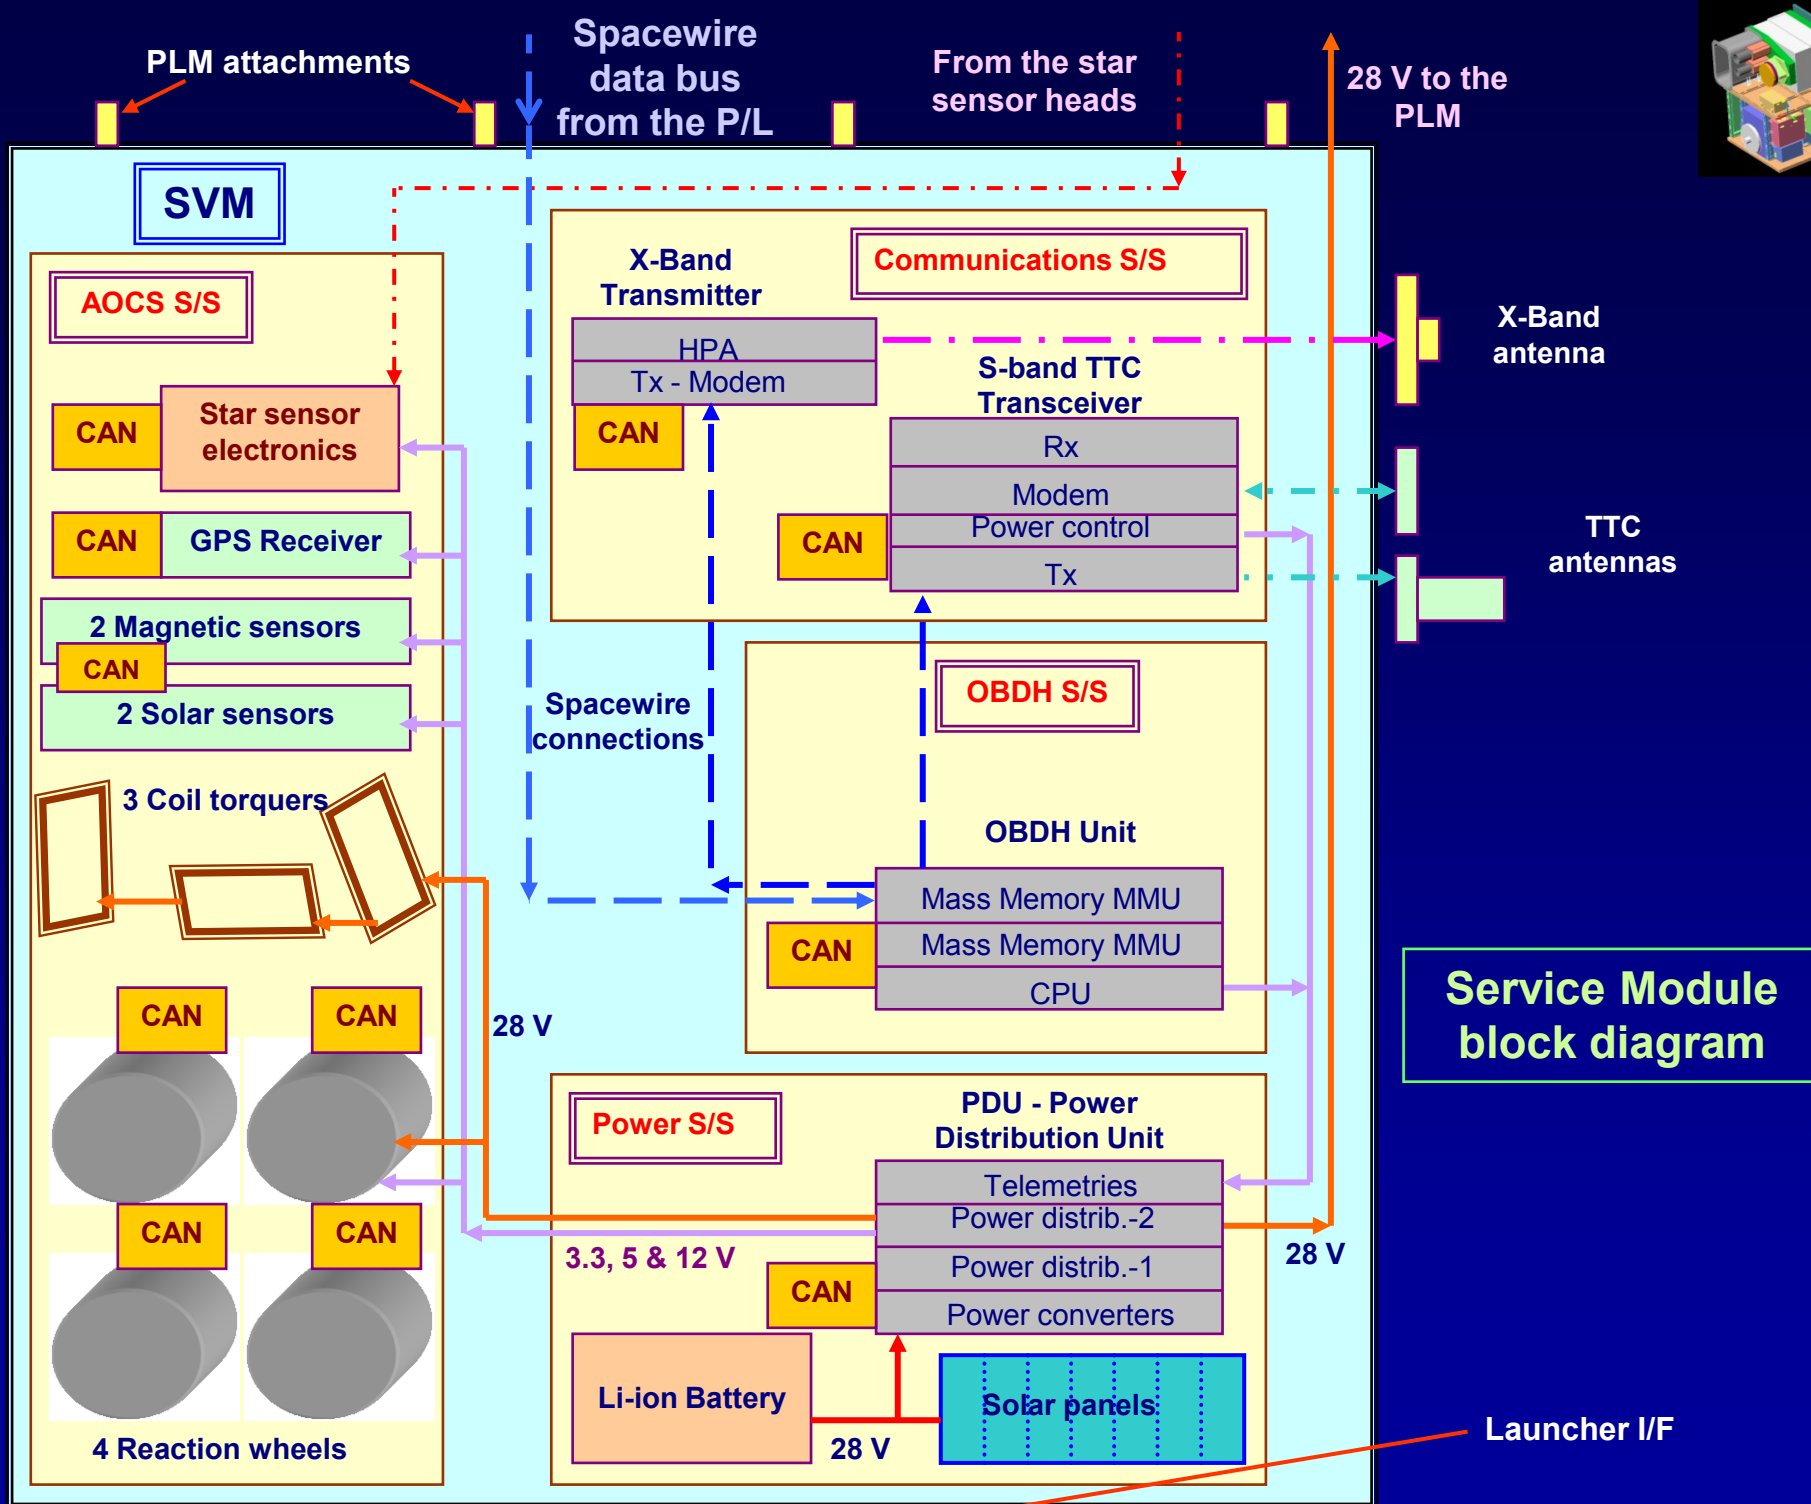 PLM attachments
Spacewire
data bus
from the P/L
From the star
sensor heads
28 V to the
PLM
SVM
AOCS S/S
X-Band
Transmitter
Communications S/S
HPA
Tx - Modem
CAN
S-band TTC
Transceiver
Rx
Modem
Power control
Tx
CAN
X-Band
antenna
TTC
antennas
CAN
Star sensor
electronics
CAN
GPS Receiver
2 Magnetic sensors
CAN
2 Solar sensors
3 Coil torquers
Spacewire
connections
OBDH S/S
OBDH Unit
Mass Memory MMU
Mass Memory MMU
CPU
CAN
Service Module
block diagram
CAN
CAN
28 V
CAN
CAN
4 Reaction wheels
Power S/S
PDU - Power
Distribution Unit
Telemetries
Power distrib.-2
Power distrib.-1
Power converters
3.3, 5 & 12 V
CAN
28 V
Li-ion Battery
28 V
Solar panels
Launcher I/F